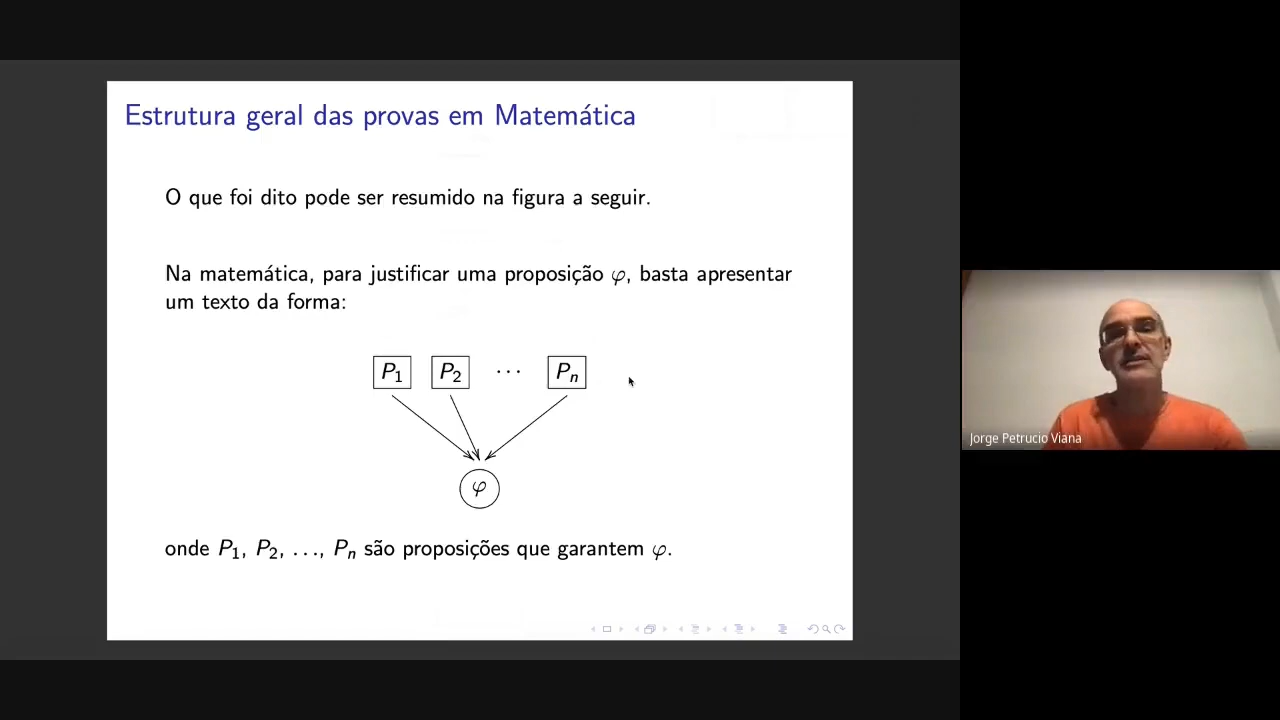 Estrutura geral das provas em Matemática
O que foi dito pode ser resumido na figura a seguir.
Na matemática, para justificar uma proposição φ, basta apresentar
um texto da forma:
P₁ P₂ ··· Pₙ
φ
onde P₁, P₂, ..., Pₙ são proposições que garantem φ.
Jorge Petrucio Viana